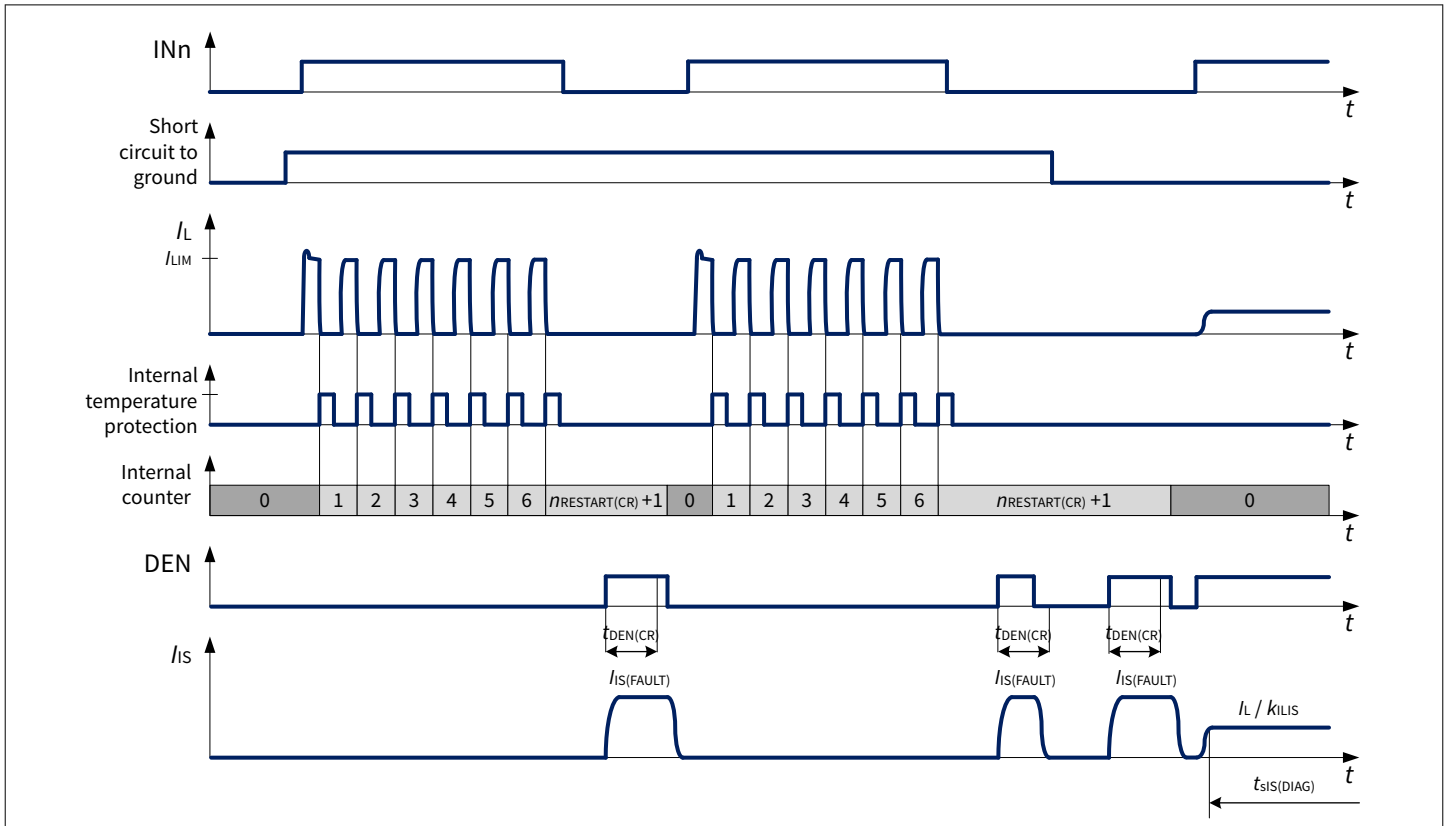 INn
t
Short
circuit to
ground
t
IL
ILIM
t
Internal
temperature
protection
t
Internal
counter
0 1 2 3 4 5 6 nRESTART(CR) +1 0 1 2 3 4 5 6 nRESTART(CR) +1 0
t
DEN
t
tDEN(CR) tDEN(CR) tDEN(CR)
IIS
IIS(FAULT) IIS(FAULT) IIS(FAULT)
IL / kILIS
t
tsIS(DIAG)